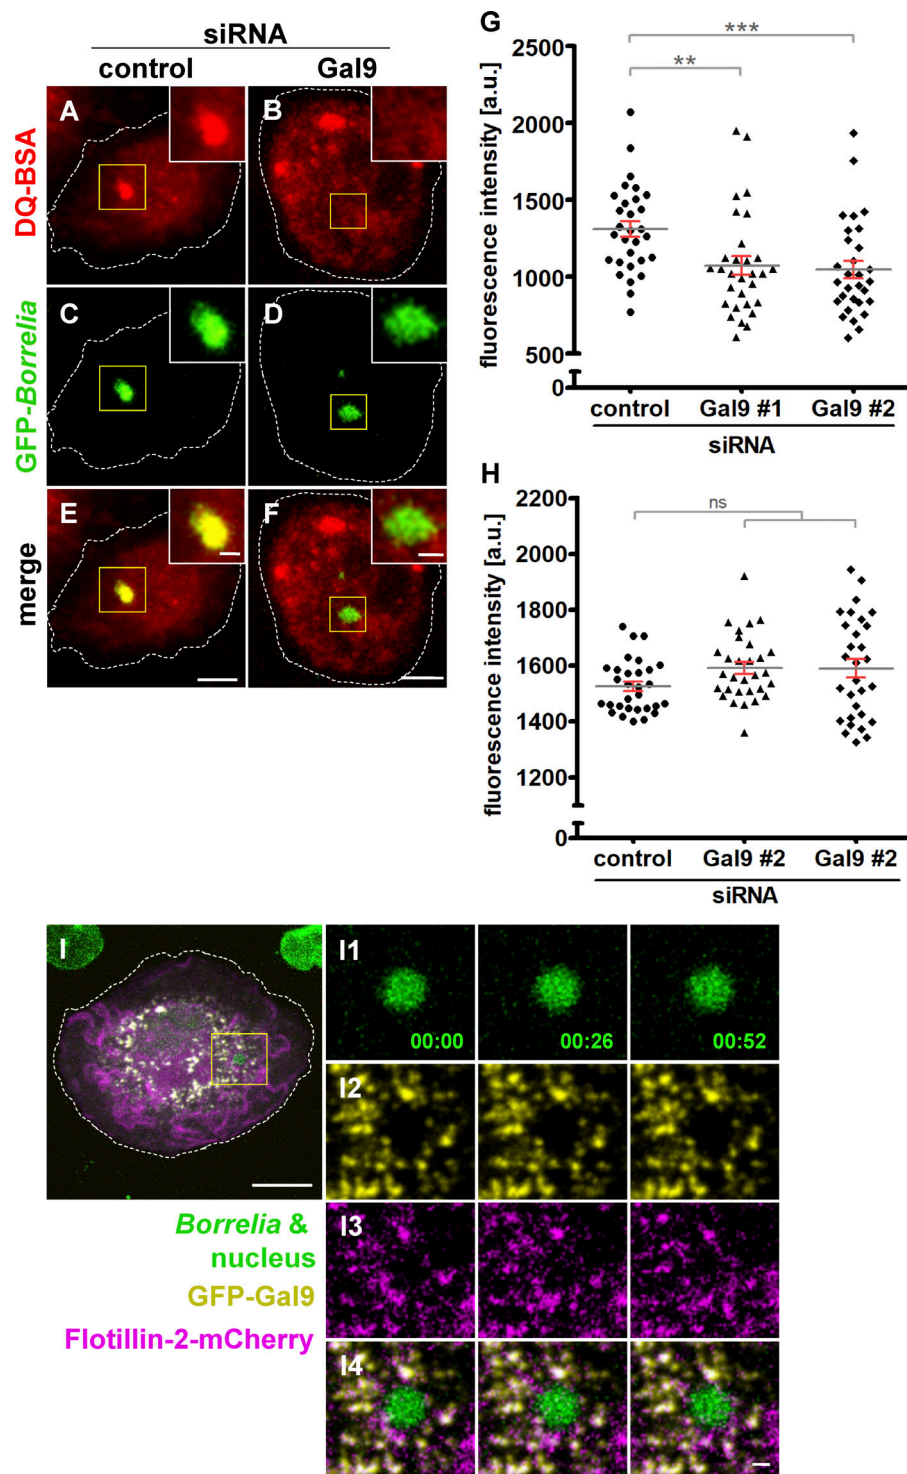 siRNA
control Gal9
DQ-BSA
A B
GFP-Borrelia
C D
merge
E F
G
fluorescence intensity [a.u.]
***
**
2500
2000
1500
1000
500
0
control Gal9 #1 Gal9 #2
siRNA
H
fluorescence intensity [a.u.]
ns
2200
2000
1800
1600
1400
1200
0
control Gal9 #2 Gal9 #2
siRNA
I
Borrelia &
nucleus
GFP-Gal9
Flotillin-2-mCherry
I1
00:00 00:26 00:52
I2
I3
I4